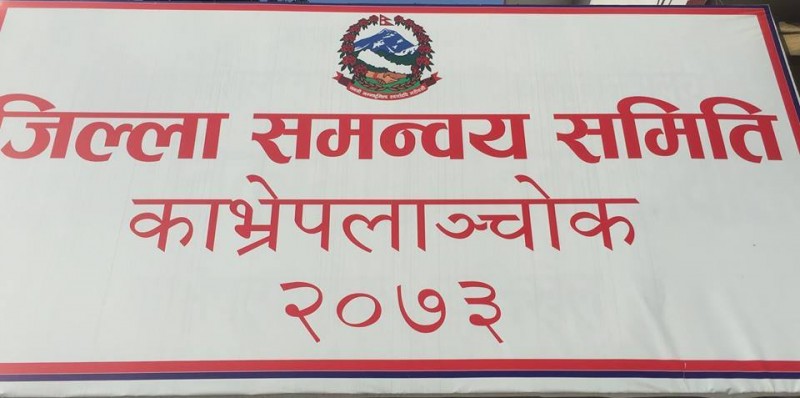 जिल्ला समन्वय समिति
काभ्रेपलाञ्चोक
२०७३